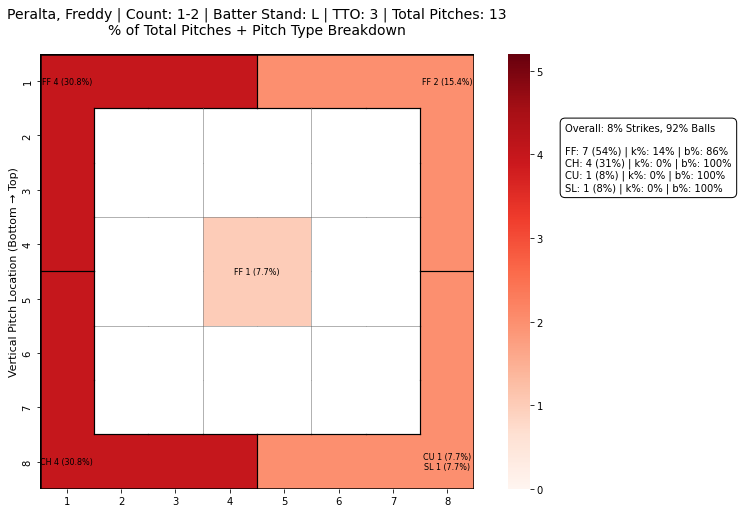 Peralta, Freddy | Count: 1-2 | Batter Stand: L | TTO: 3 | Total Pitches: 13
% of Total Pitches + Pitch Type Breakdown
Vertical Pitch Location (Bottom → Top)
1
2
3
4
5
6
7
8
FF 4 (30.8%)
FF 2 (15.4%)
FF 1 (7.7%)
CH 4 (30.8%)
CU 1 (7.7%)
SL 1 (7.7%)
1 2 3 4 5 6 7 8
5
4
3
2
1
0
Overall: 8% Strikes, 92% Balls
FF: 7 (54%) | k%: 14% | b%: 86%
CH: 4 (31%) | k%: 0% | b%: 100%
CU: 1 (8%) | k%: 0% | b%: 100%
SL: 1 (8%) | k%: 0% | b%: 100%